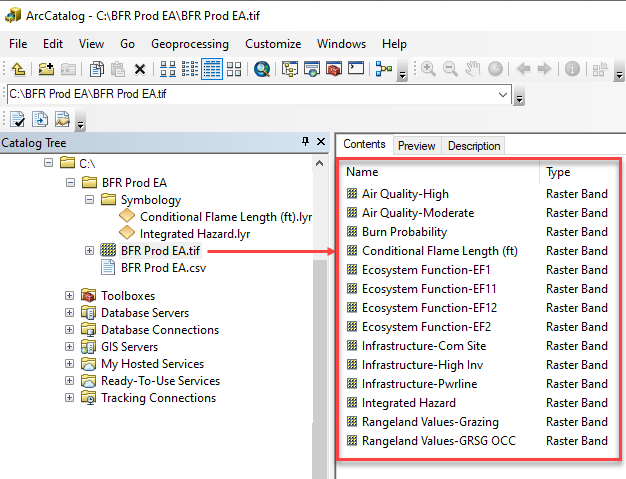 ArcCatalog - C:\BFR Prod EA\BFR Prod EA.tif
File Edit View Go Geoprocessing Customize Windows Help
C:\BFR Prod EA\BFR Prod EA.tif
Catalog Tree
C:\
BFR Prod EA
Symbology
Conditional Flame Length (ft).lyr
Integrated Hazard.lyr
BFR Prod EA.tif
BFR Prod EA.csv
Toolboxes
Database Servers
Database Connections
GIS Servers
My Hosted Services
Ready-To-Use Services
Tracking Connections
Contents Preview Description
Name Type
Air Quality-High Raster Band
Air Quality-Moderate Raster Band
Burn Probability Raster Band
Conditional Flame Length (ft) Raster Band
Ecosystem Function-EF1 Raster Band
Ecosystem Function-EF11 Raster Band
Ecosystem Function-EF12 Raster Band
Ecosystem Function-EF2 Raster Band
Infrastructure-Com Site Raster Band
Infrastructure-High Inv Raster Band
Infrastructure-Pwrline Raster Band
Integrated Hazard Raster Band
Rangeland Values-Grazing Raster Band
Rangeland Values-GRSG OCC Raster Band